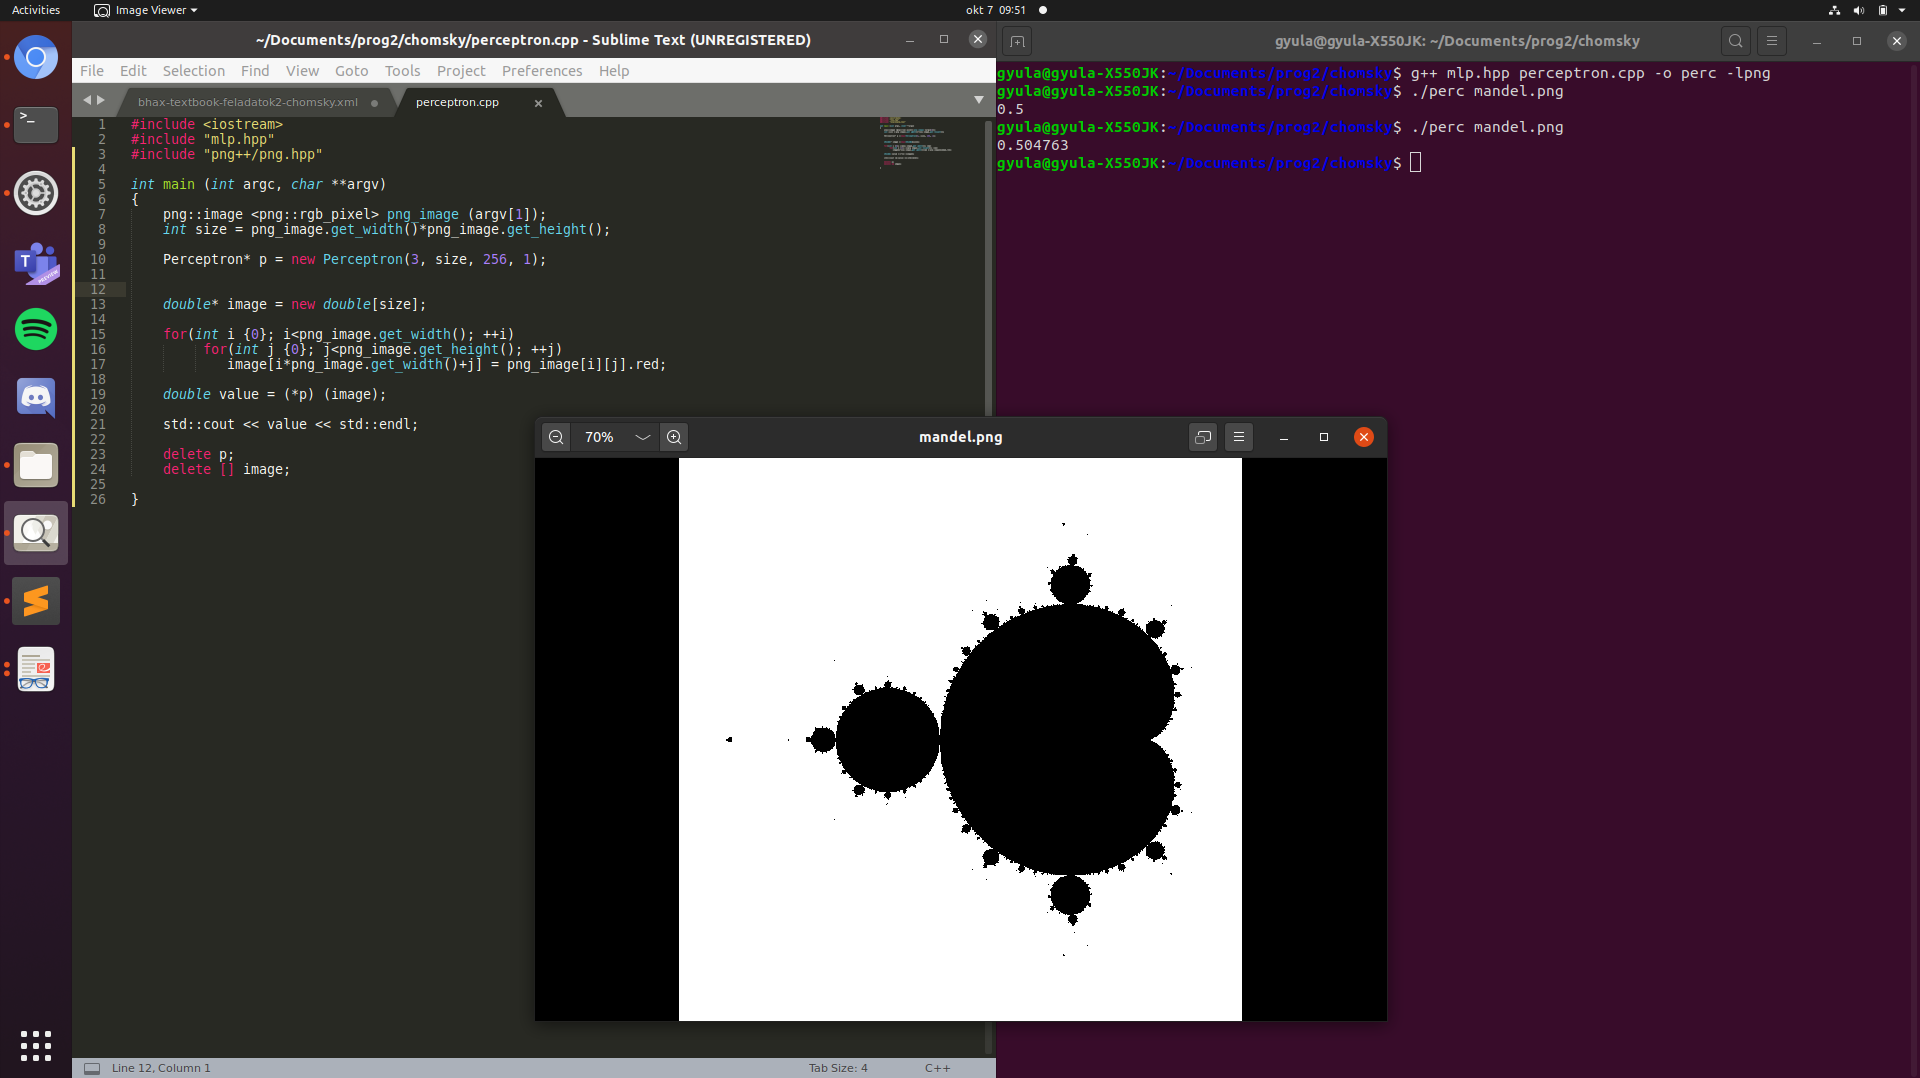 Activities
Image Viewer
okt 7 09:51
~/Documents/prog2/chomsky/perceptron.cpp - Sublime Text (UNREGISTERED)
File Edit Selection Find View Goto Tools Project Preferences Help
bhax-textbook-feladatok2-chomsky.xml
perceptron.cpp
1 #include <iostream>
2 #include "mlp.hpp"
3 #include "png++/png.hpp"
4
5 int main (int argc, char **argv)
6 {
7 png::image <png::rgb_pixel> png_image (argv[1]);
8 int size = png_image.get_width()*png_image.get_height();
9
10 Perceptron* p = new Perceptron(3, size, 256, 1);
11
12
13 double* image = new double[size];
14
15 for(int i {0}; i<png_image.get_width(); ++i)
16 for(int j {0}; j<png_image.get_height(); ++j)
17 image[i*png_image.get_width()+j] = png_image[i][j].red;
18
19 double value = (*p) (image);
20
21 std::cout << value << std::endl;
22
23 delete p;
24 delete [] image;
25
26 }
Line 12, Column 1
Tab Size: 4
C++
gyula@gyula-X550JK: ~/Documents/prog2/chomsky
gyula@gyula-X550JK:~/Documents/prog2/chomsky$ g++ mlp.hpp perceptron.cpp -o perc -lpng
gyula@gyula-X550JK:~/Documents/prog2/chomsky$ ./perc mandel.png
0.5
gyula@gyula-X550JK:~/Documents/prog2/chomsky$ ./perc mandel.png
0.504763
gyula@gyula-X550JK:~/Documents/prog2/chomsky$
70%
mandel.png